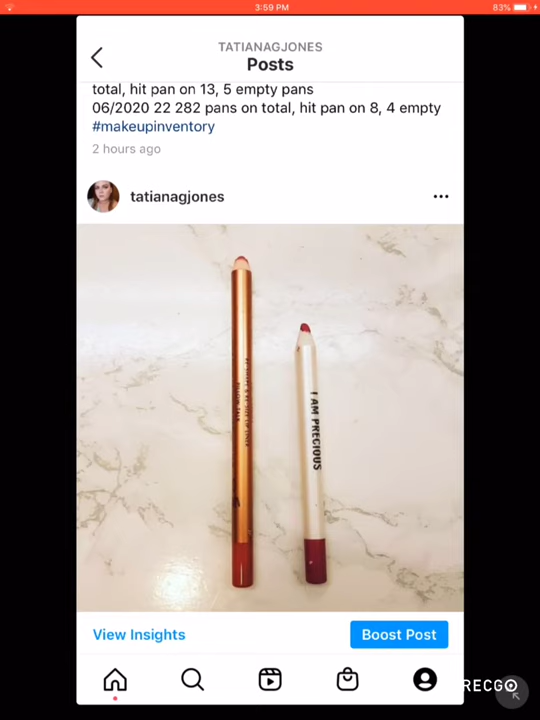 3:59 PM
83%
TATIANAGJONES
Posts
total, hit pan on 13, 5 empty pans
06/2020 22 282 pans on total, hit pan on 8, 4 empty
#makeupinventory
2 hours ago
tatianagjones
I AM PRECIOUS
View Insights
Boost Post
RECGO